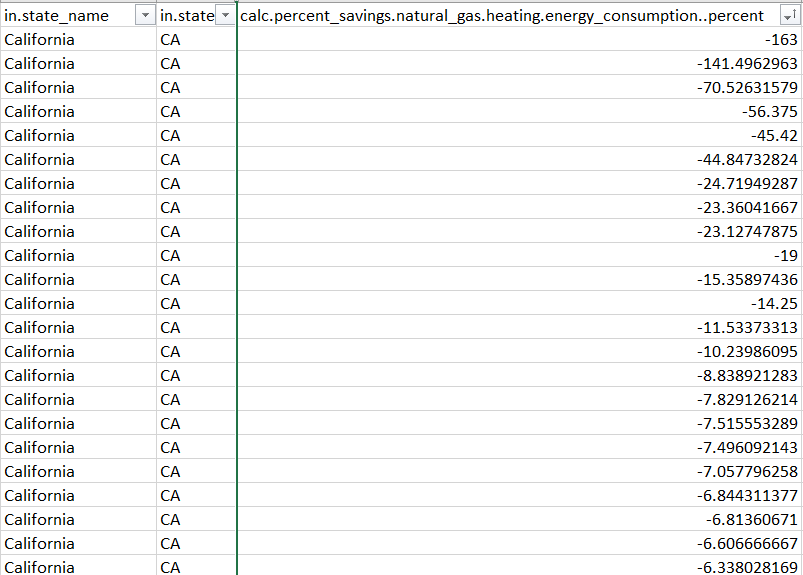 in.state_name in.state calc.percent_savings.natural_gas.heating.energy_consumption..percent
California CA -163
California CA -141.4962963
California CA -70.52631579
California CA -56.375
California CA -45.42
California CA -44.84732824
California CA -24.71949287
California CA -23.36041667
California CA -23.12747875
California CA -19
California CA -15.35897436
California CA -14.25
California CA -11.53373313
California CA -10.23986095
California CA -8.838921283
California CA -7.829126214
California CA -7.515553289
California CA -7.496092143
California CA -7.057796258
California CA -6.844311377
California CA -6.81360671
California CA -6.606666667
California CA -6.338028169